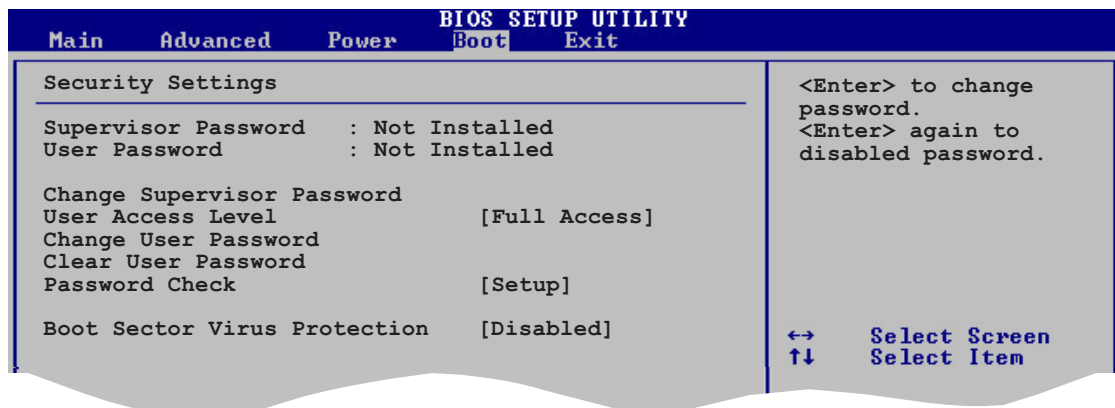 BIOS SETUP UTILITY
Main Advanced Power Boot Exit
Security Settings
Supervisor Password : Not Installed
User Password : Not Installed
Change Supervisor Password
User Access Level [Full Access]
Change User Password
Clear User Password
Password Check [Setup]
Boot Sector Virus Protection [Disabled]
<Enter> to change
password.
<Enter> again to
disabled password.
←→ Select Screen
↑↓ Select Item